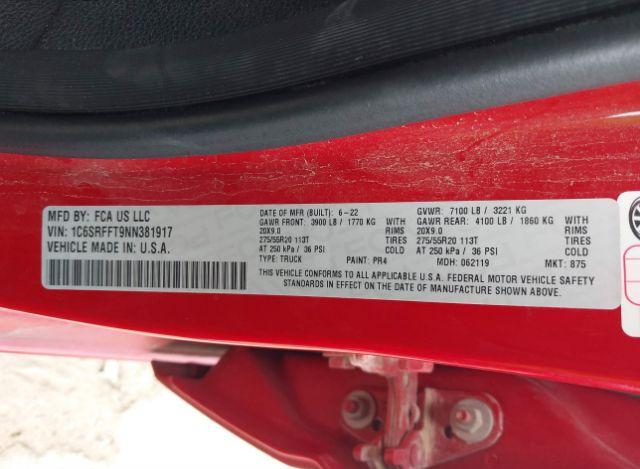 MFD BY: FCA US LLC
VIN: 1C6SRFFT9NN381917
VEHICLE MADE IN U.S.A.
DATE OF MFR (BUILT): 6-22 GVWR: 7100 LB / 3221 KG
GAWR FRONT: 3900 LB / 1770 KG WITH GAWR REAR: 4100 LB / 1860 KG WITH
20X9.0 RIMS 20X9.0 RIMS
275/55R20 113T TIRES 275/55R20 113T TIRES
AT 250 kPa / 36 PSI COLD AT 250 kPa / 36 PSI COLD
TYPE: TRUCK PAINT: PR4 MDH: 062119 MKT: 875
THIS VEHICLE CONFORMS TO ALL APPLICABLE U.S.A. FEDERAL MOTOR VEHICLE SAFETY
STANDARDS IN EFFECT ON THE DATE OF MANUFACTURE SHOWN ABOVE.